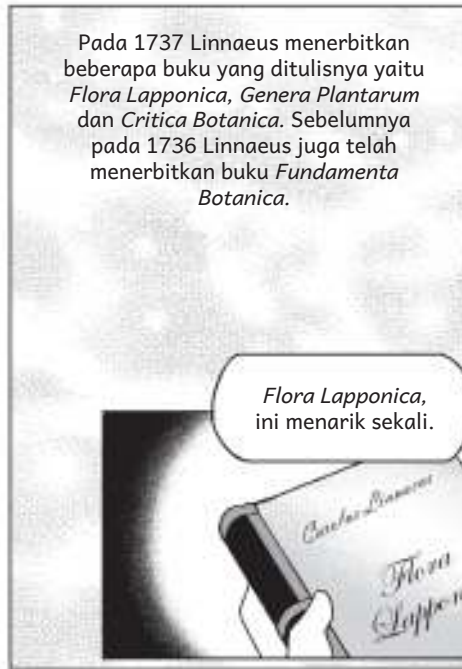 Pada 1737 Linnaeus menerbitkan
beberapa buku yang ditulisnya yaitu
Flora Lapponica, Genera Plantarum
dan Critica Botanica. Sebelumnya
pada 1736 Linnaeus juga telah
menerbitkan buku Fundamenta
Botanica.
Flora Lapponica,
ini menarik sekali.
Carolus Linnaeus
Flora
Lappon